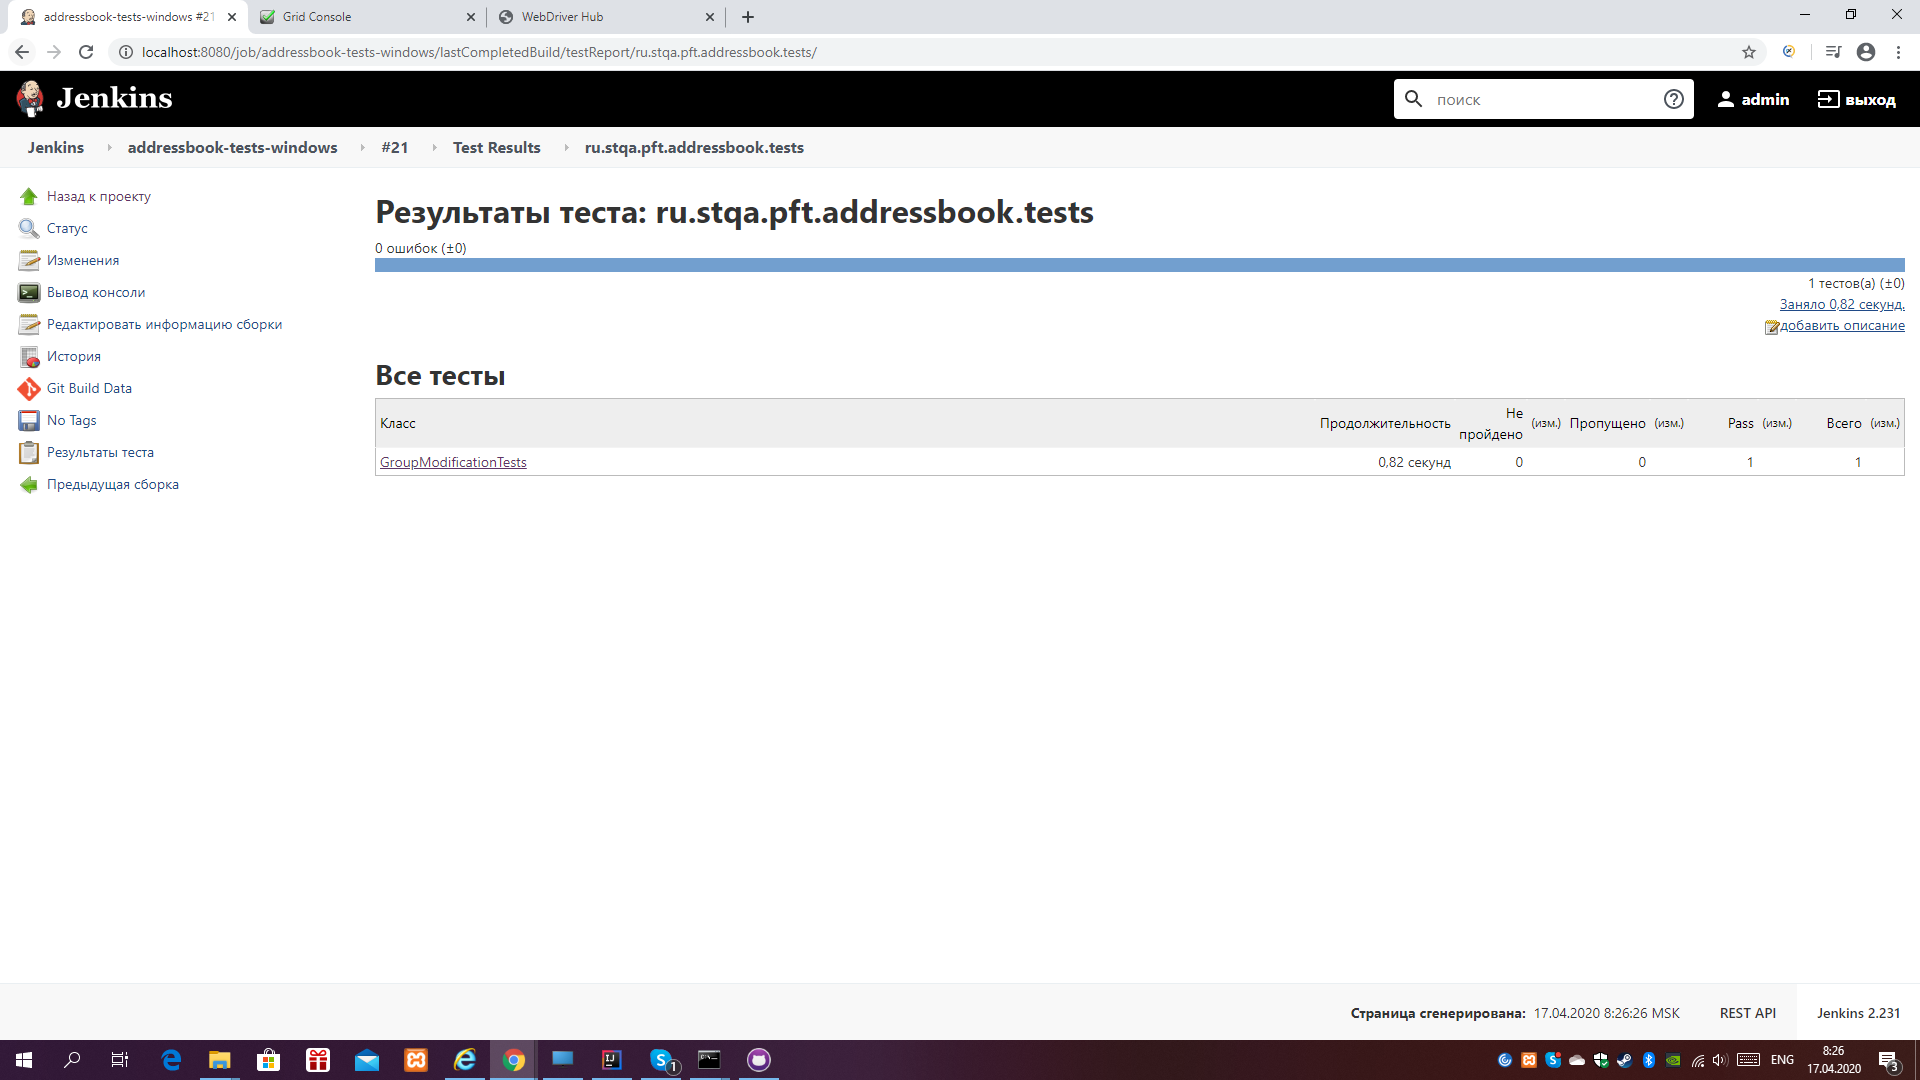 addressbook-tests-windows #21
Grid Console
WebDriver Hub
localhost:8080/job/addressbook-tests-windows/lastCompletedBuild/testReport/ru.stqa.pft.addressbook.tests/
Jenkins
поиск
admin
выход
Jenkins
addressbook-tests-windows
#21
Test Results
ru.stqa.pft.addressbook.tests
Назад к проекту
Статус
Изменения
Вывод консоли
Редактировать информацию сборки
История
Git Build Data
No Tags
Результаты теста
Предыдущая сборка
Результаты теста: ru.stqa.pft.addressbook.tests
0 ошибок (±0)
1 тестов(а) (±0)
Заняло 0,82 секунд.
добавить описание
Все тесты
Класс Продолжительность Не пройдено (изм.) Пропущено (изм.) Pass (изм.) Всего (изм.)
GroupModificationTests 0,82 секунд 0 0 1 1
Страница сгенерирована: 17.04.2020 8:26:26 MSK
REST API
Jenkins 2.231
1
ENG
8:26
17.04.2020
3